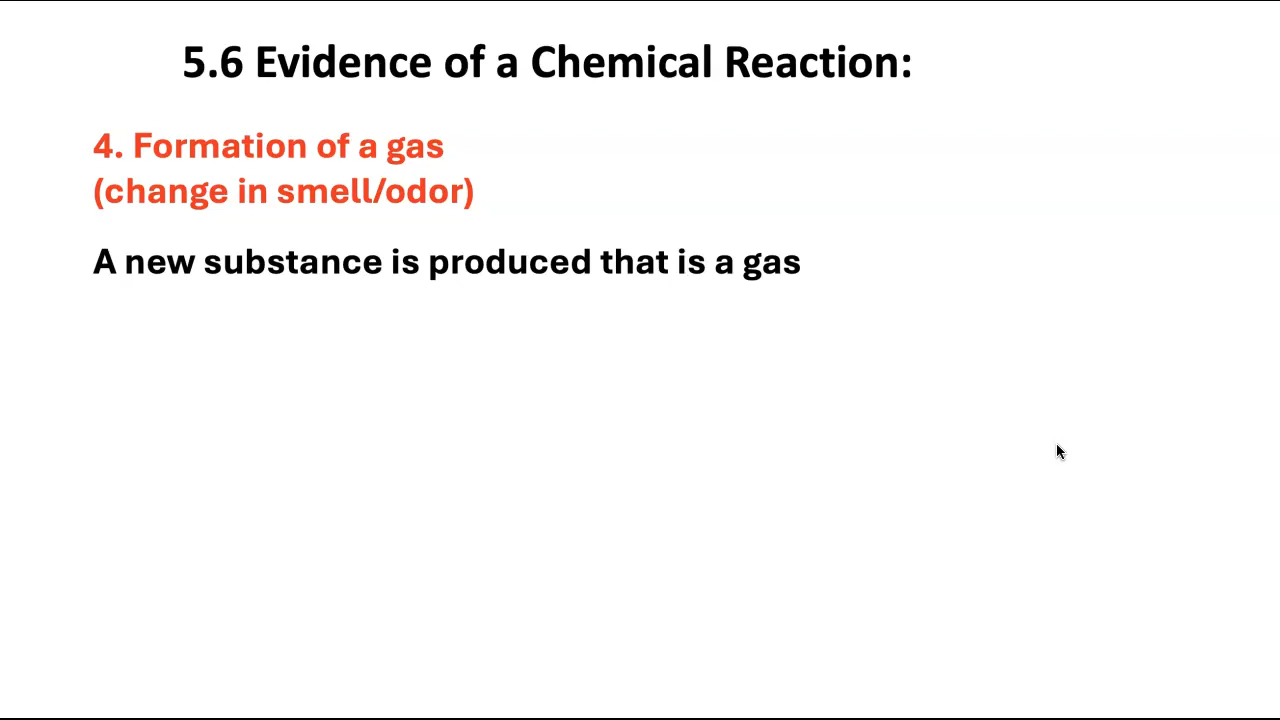 5.6 Evidence of a Chemical Reaction:
4. Formation of a gas
(change in smell/odor)
A new substance is produced that is a gas